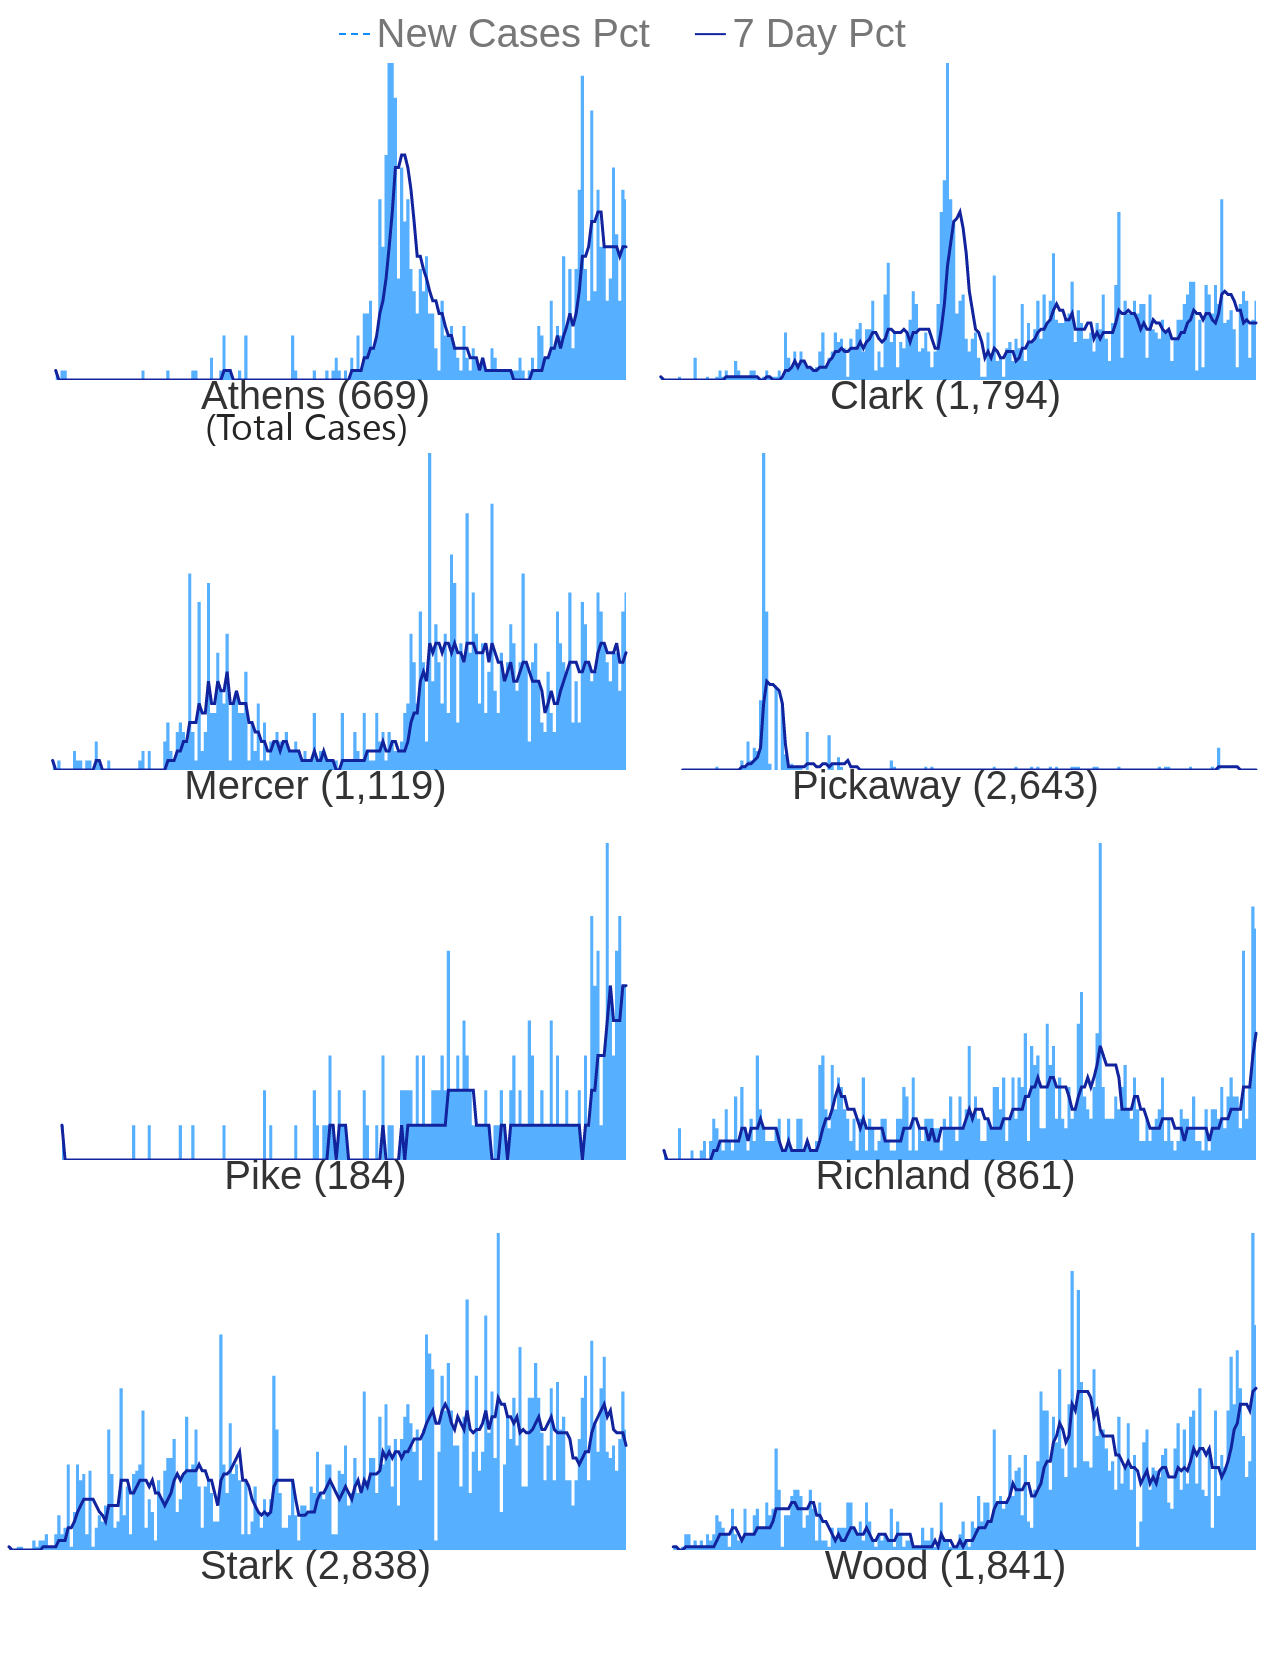 New Cases Pct 7 Day Pct
Athens (669) Clark (1,794)
(Total Cases)
Mercer (1,119) Pickaway (2,643)
Pike (184) Richland (861)
Stark (2,838) Wood (1,841)